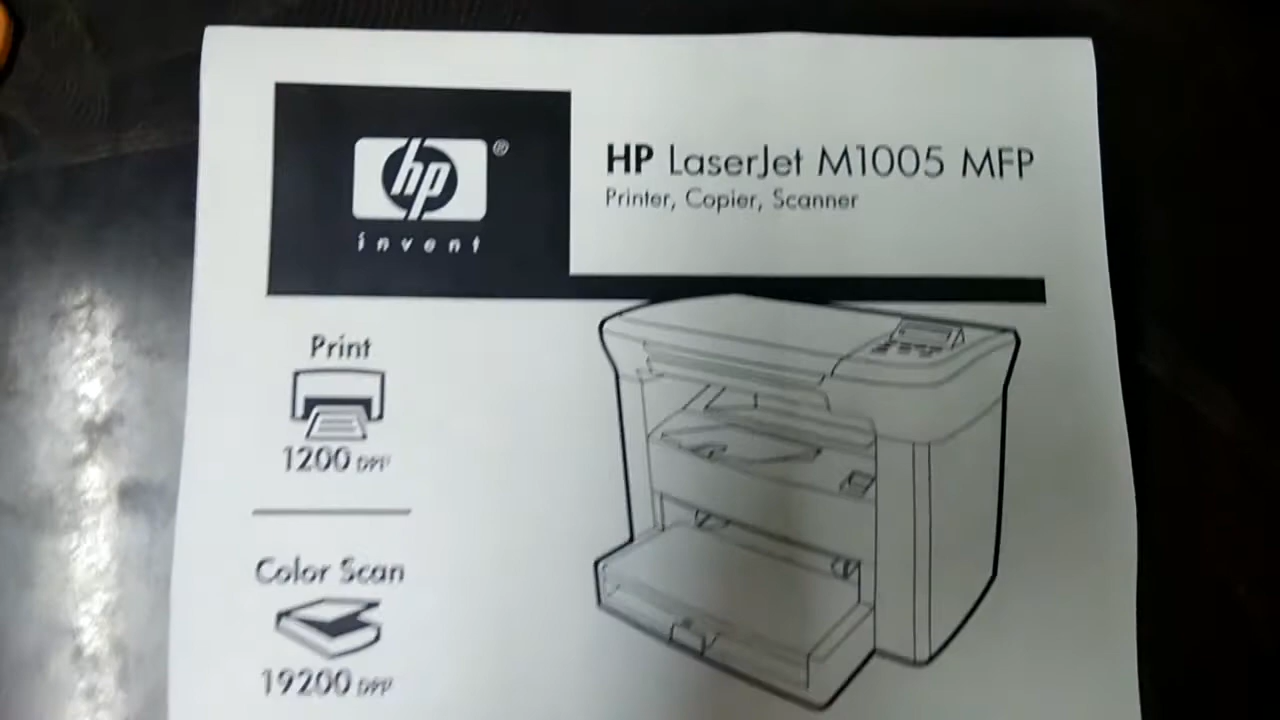 hp ®
invent
HP LaserJet M1005 MFP
Printer, Copier, Scanner
Print
1200 DPI
Color Scan
19200 DPI